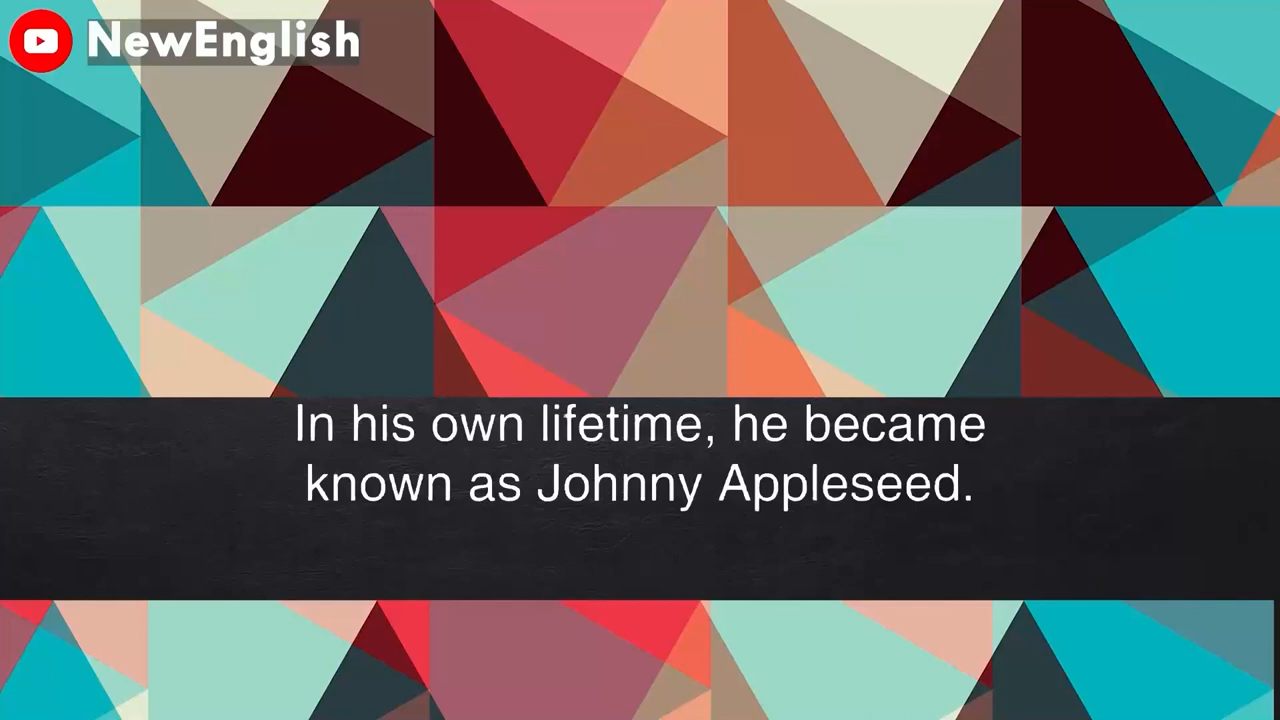 NewEnglish
In his own lifetime, he became
known as Johnny Appleseed.